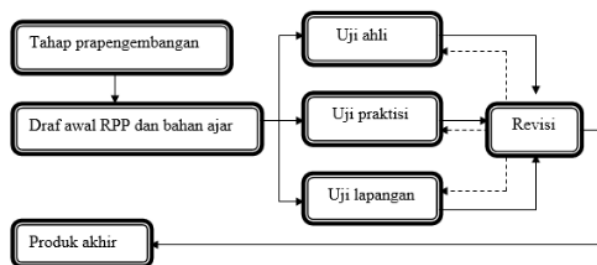 Tahap prapengembangan
Draf awal RPP dan bahan ajar
Uji ahli
Uji praktisi
Uji lapangan
Revisi
Produk akhir